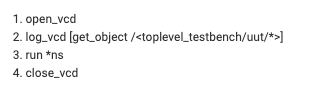 1. open_vcd
2. log_vcd [get_object /<toplevel_testbench/uut/*>]
3. run *ns
4. close_vcd